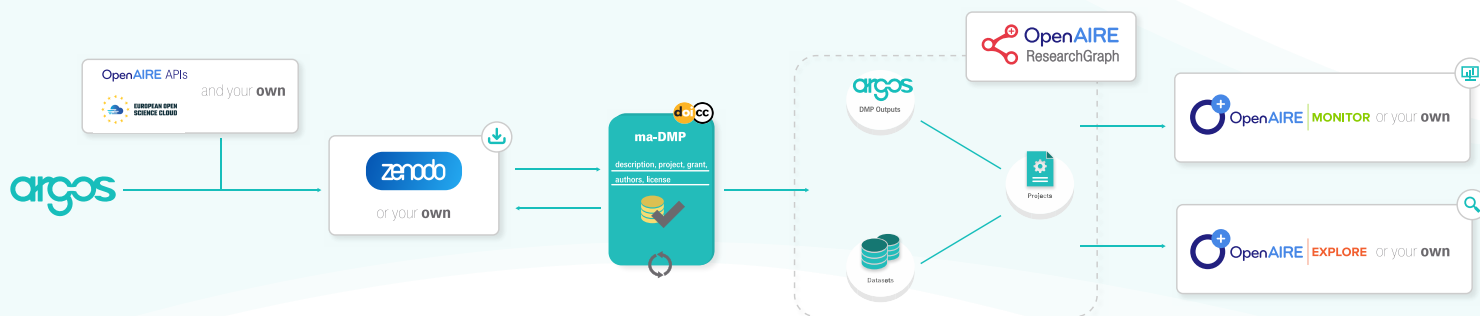 argos
OpenAIRE APIs
and your own
EUROPEAN OPEN
SCIENCE CLOUD
zenodo
or your own
doi cc
ma-DMP
description, project, grant,
authors, license
argos
DMP Outputs
Datasets
Projects
OpenAIRE
ResearchGraph
OpenAIRE MONITOR or your own
OpenAIRE EXPLORE or your own